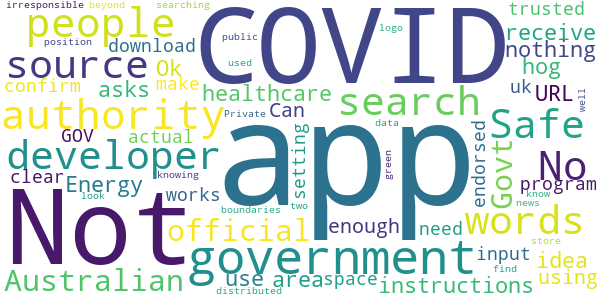 irresponsible beyond searching
people position public logo trusted
COVID
download used receive
source Ok nothing
confirm asks make healthcare hog
search uk URL well
authority GOV actual Private Can data Safe
app
developer setting green endorsed Govt No
clear Energy knowing program
Not look works boundaries two enough need words know
official news
government input store idea
Australian use area space instructions find using
distributed